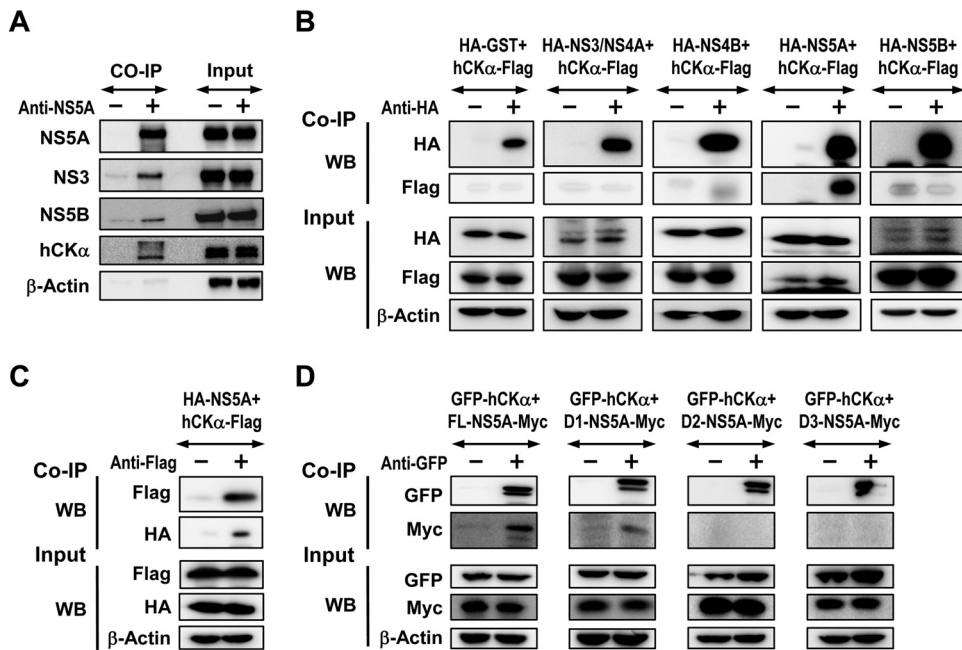 A
CO-IP Input
Anti-NS5A − + − +
NS5A
NS3
NS5B
hCKα
β-Actin
B
HA-GST+ HA-NS3/NS4A+ HA-NS4B+ HA-NS5A+ HA-NS5B+
hCKα-Flag hCKα-Flag hCKα-Flag hCKα-Flag hCKα-Flag
Anti-HA − + − + − + − + − +
Co-IP
HA
WB
Flag
Input
HA
WB
Flag
β-Actin
C
HA-NS5A+
hCKα-Flag
Anti-Flag − +
Co-IP
Flag
WB
HA
Input
Flag
WB
HA
β-Actin
D
GFP-hCKα+ GFP-hCKα+ GFP-hCKα+ GFP-hCKα+
FL-NS5A-Myc D1-NS5A-Myc D2-NS5A-Myc D3-NS5A-Myc
Anti-GFP − + − + − + − +
Co-IP
GFP
WB
Myc
Input
GFP
WB
Myc
β-Actin